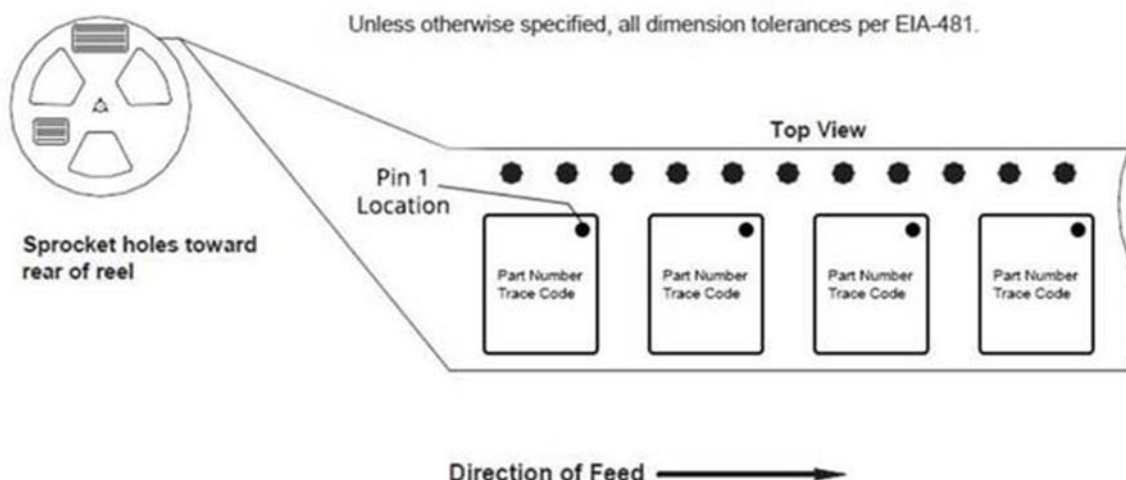 Unless otherwise specified, all dimension tolerances per EIA-481.
Top View
Pin 1
Location
Sprocket holes toward
rear of reel
Part Number
Trace Code
Part Number
Trace Code
Part Number
Trace Code
Part Number
Trace Code
Direction of Feed